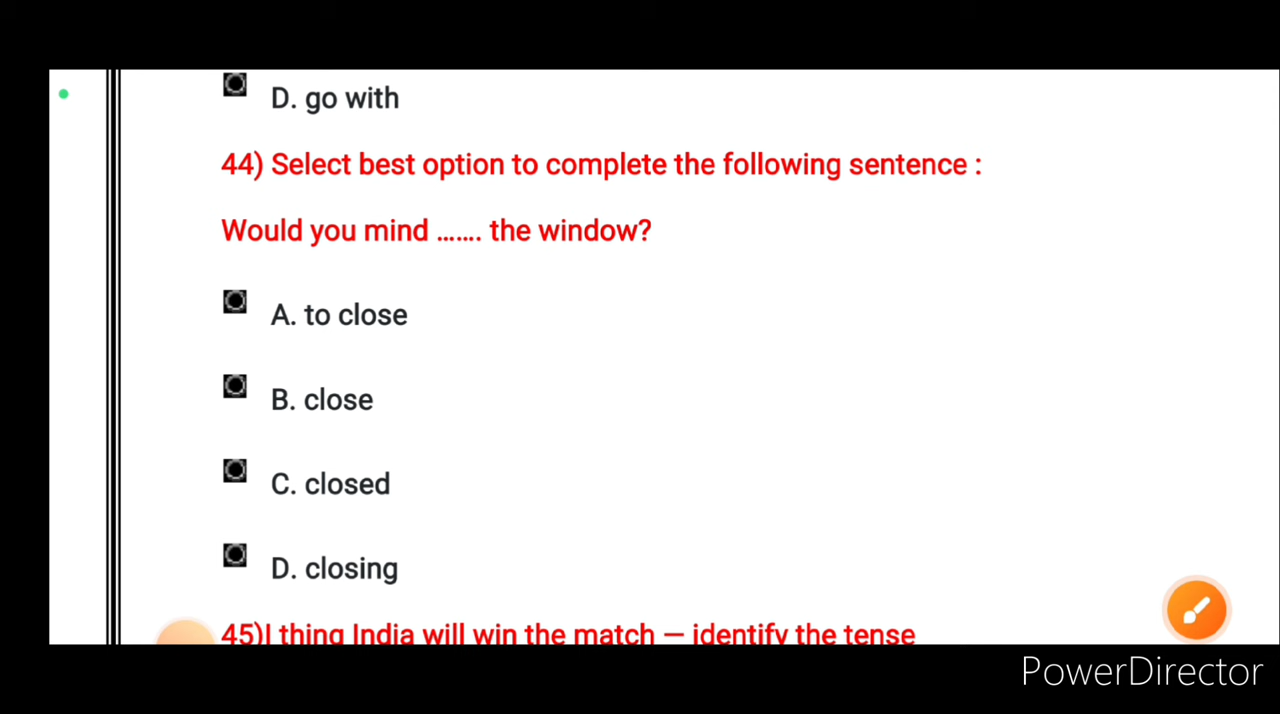 D. go with
44) Select best option to complete the following sentence :
Would you mind ....... the window?
A. to close
B. close
C. closed
D. closing
45)I thing India will win the match – identify the tense
PowerDirector